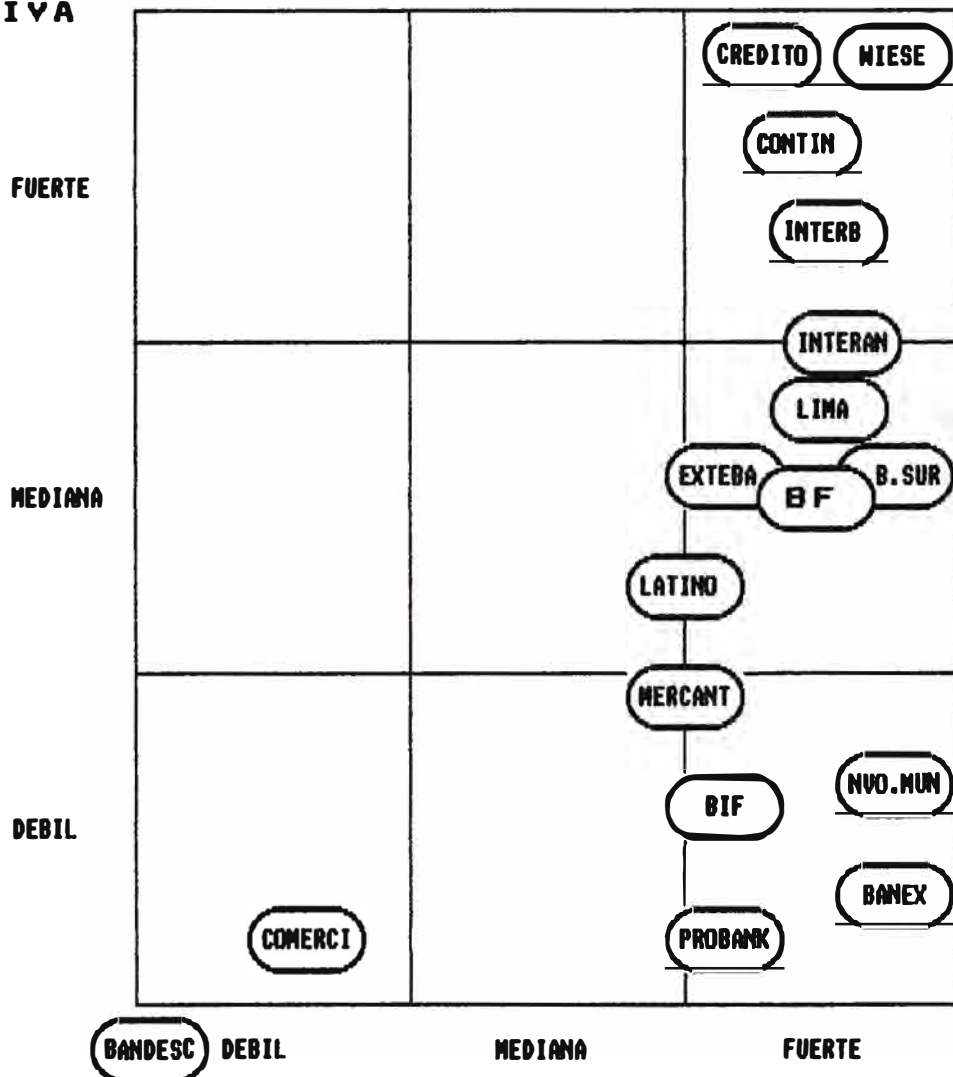 IVA
CREDITO WIESE
CONTIN
FUERTE
INTERB
INTERAN
LIMA
EXTEBA B.SUR
MEDIANA BF
LATINO
MERCANT
NVO.MUN
BIF
DEBIL
BANEX
COMERCI PROBANK
BANDESC DEBIL MEDIANA FUERTE